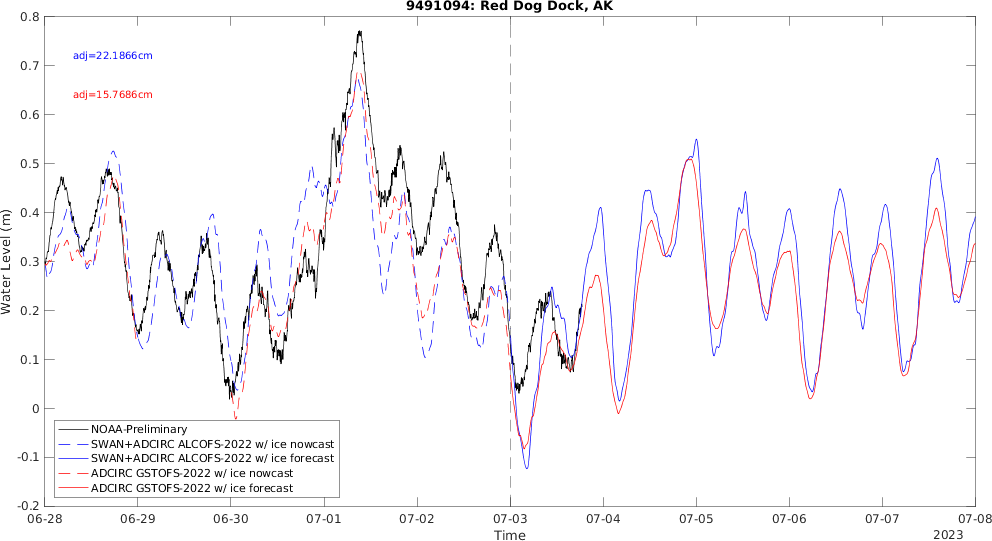 9491094: Red Dog Dock, AK
0.8
0.7
0.6
0.5
0.4
0.3
0.2
0.1
0
-0.1
-0.2
Water Level (m)
adj=22.1866cm
adj=15.7686cm
NOAA-Preliminary
SWAN+ADCIRC ALCOFS-2022 w/ ice nowcast
SWAN+ADCIRC ALCOFS-2022 w/ ice forecast
ADCIRC GSTOFS-2022 w/ ice nowcast
ADCIRC GSTOFS-2022 w/ ice forecast
06-28 06-29 06-30 07-01 07-02 07-03 07-04 07-05 07-06 07-07 07-08
Time
2023